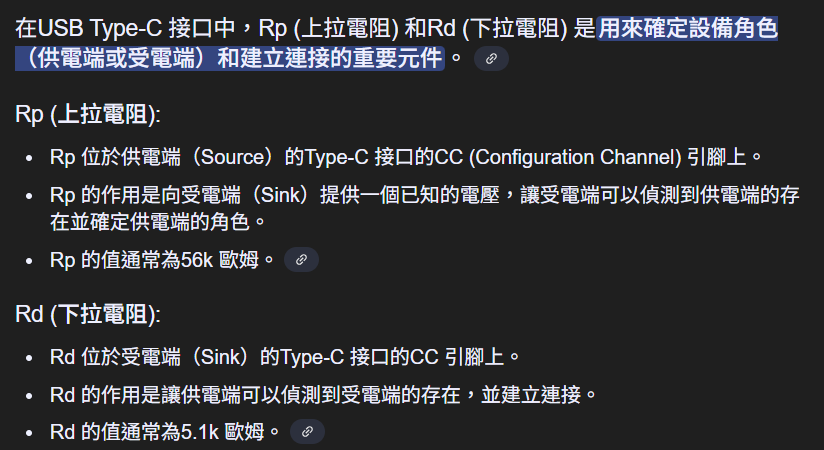 在USB Type-C 接口中，Rp (上拉電阻) 和Rd (下拉電阻) 是用來確定設備角色
（供電端或受電端）和建立連接的重要元件。
Rp (上拉電阻):
• Rp 位於供電端（Source）的Type-C 接口的CC (Configuration Channel) 引腳上。
• Rp 的作用是向受電端（Sink）提供一個已知的電壓，讓受電端可以偵測到供電端的存
在並確定供電端的角色。
• Rp 的值通常為56k 歐姆。
Rd (下拉電阻):
• Rd 位於受電端（Sink）的Type-C 接口的CC 引腳上。
• Rd 的作用是讓供電端可以偵測到受電端的存在，並建立連接。
• Rd 的值通常為5.1k 歐姆。